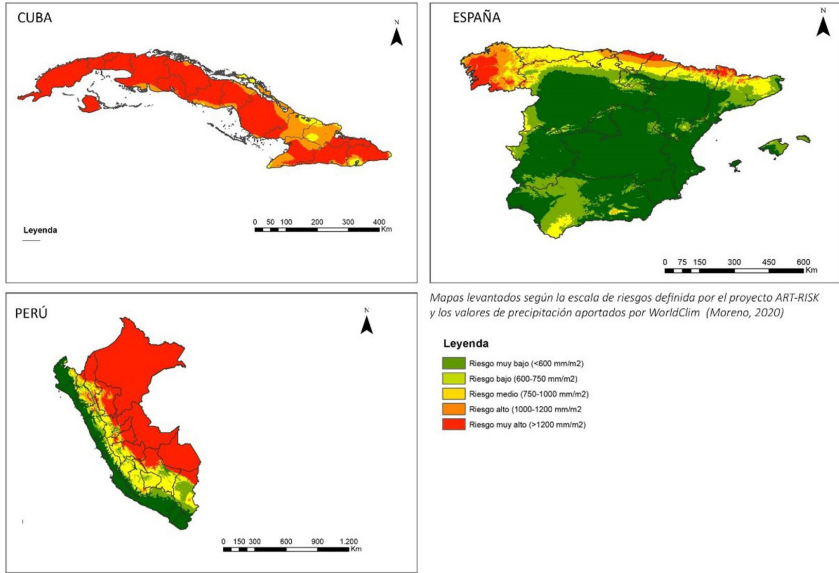 CUBA
N
Leyenda
0 50 100 200 300 400
Km
ESPAÑA
N
0 75 150 300 450 600
Km
Mapas levantados según la escala de riesgos definida por el proyecto ART-RISK
y los valores de precipitación aportados por WorldClim (Moreno, 2020)
PERÚ
N
0 150 300 600 900 1.200
Km
Leyenda
Riesgo muy bajo (<600 mm/m2)
Riesgo bajo (600-750 mm/m2)
Riesgo medio (750-1000 mm/m2)
Riesgo alto (1000-1200 mm/m2
Riesgo muy alto (>1200 mm/m2)